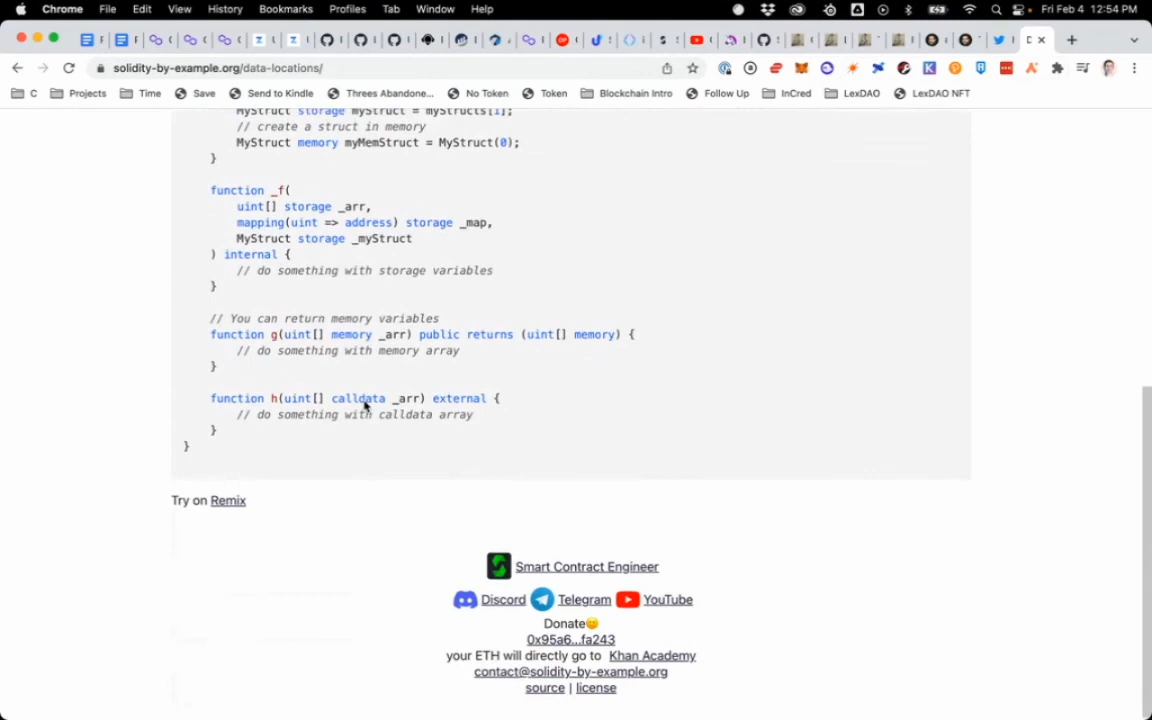 Chrome File Edit View History Bookmarks Profiles Tab Window Help Fri Feb 4 12:54 PM
solidity-by-example.org/data-locations/
C Projects Time Save Send to Kindle Threes Abandone... No Token Token Blockchain Intro Follow Up InCred LexDAO LexDAO NFT
MyStruct storage myStruct = myStructs[1];
// create a struct in memory
MyStruct memory myMemStruct = MyStruct(0);
}
function _f(
uint[] storage _arr,
mapping(uint => address) storage _map,
MyStruct storage _myStruct
) internal {
// do something with storage variables
}
// You can return memory variables
function g(uint[] memory _arr) public returns (uint[] memory) {
// do something with memory array
}
function h(uint[] calldata _arr) external {
// do something with calldata array
}
}
Try on Remix
Smart Contract Engineer
Discord Telegram YouTube
Donate😊
0x95a6...fa243
your ETH will directly go to Khan Academy
contact@solidity-by-example.org
source | license